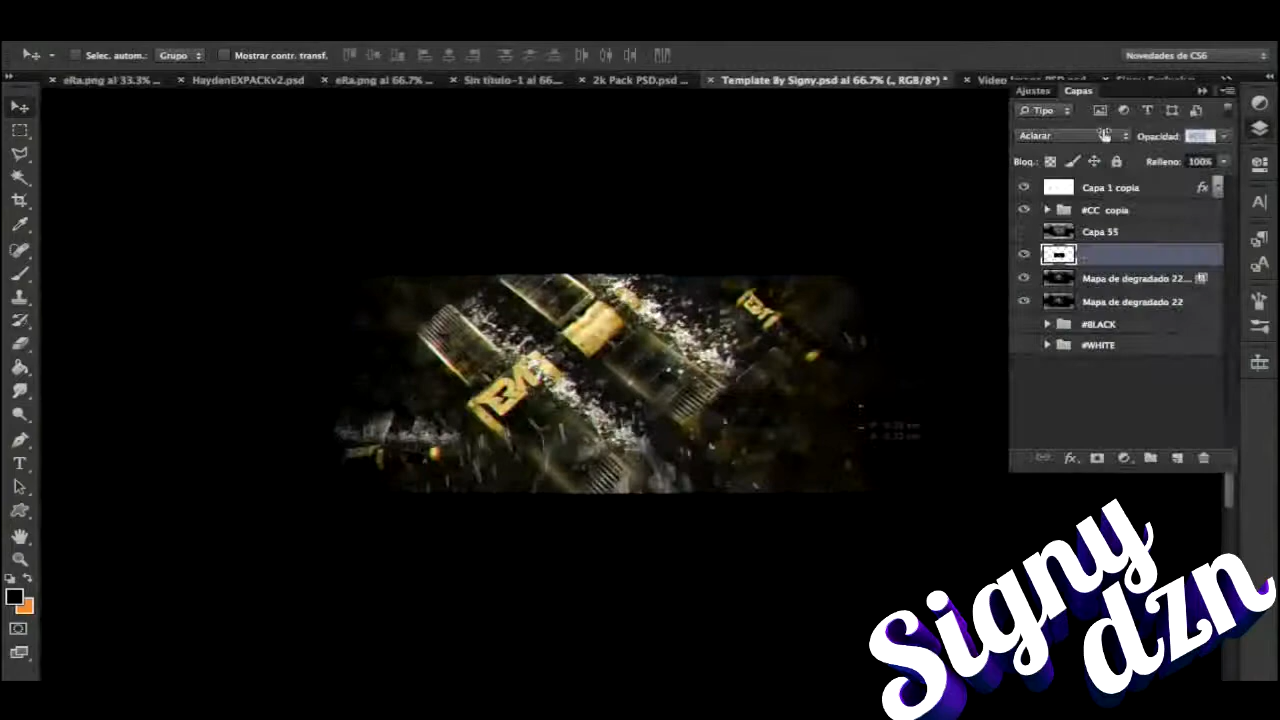 Selec. autom.: Grupo Mostrar contr. transf. Novedades de CS6
eRa.png al 33.3% ... HaydenEXPACKv2.psd eRa.png al 66.7% ... Sin título-1 al 66.... 2k Pack PSD.psd ... Template By Signy.psd al 66.7% (., RGB/8*) *
Ajustes Capas
Tipo
Aclarar Opacidad:
Bloq.: Relleno: 100%
Capa 1 copia fx
#CC copia
Capa 55
Mapa de degradado 22...
Mapa de degradado 22
#BLACK
#WHITE
fx.
Signy
dzn